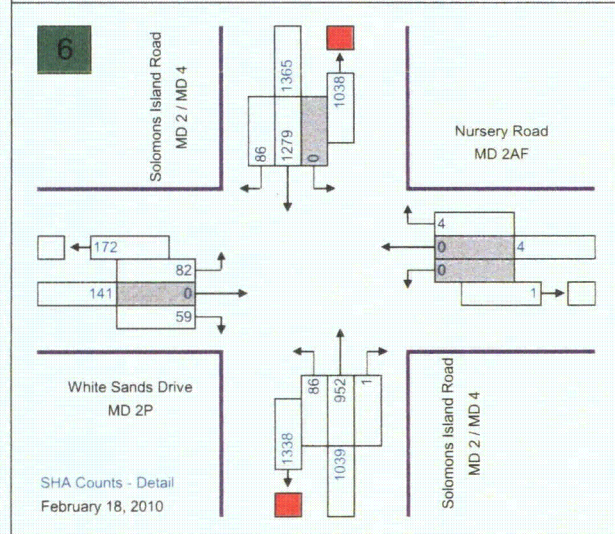 6
Solomons Island Road
MD 2 / MD 4
1365
1038
86
1279
0
Nursery Road
MD 2AF
172
82
141
0
59
4
0
4
0
1
White Sands Drive
MD 2P
86
952
1
1338
1039
Solomons Island Road
MD 2 / MD 4
SHA Counts - Detail
February 18, 2010